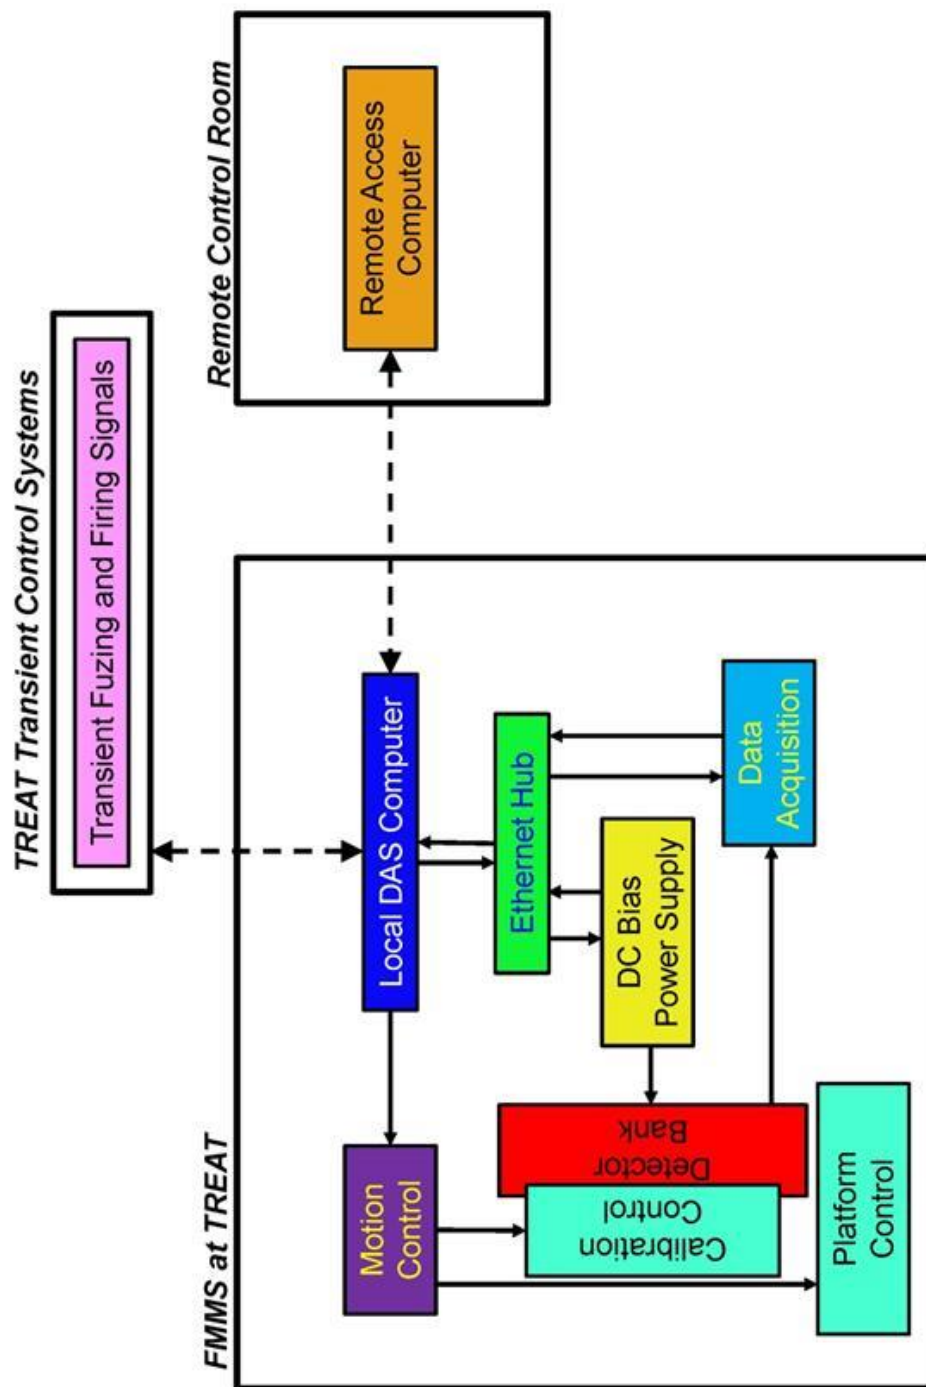 TREAT Transient Control Systems
Transient Fuzing and Firing Signals
FMMS at TREAT
Remote Control Room
Motion
Control
Local DAS Computer
Remote Access
Computer
Calibration
Control
Detector
Bank
Ethernet Hub
DC Bias
Power Supply
Platform
Control
Data
Acquisition